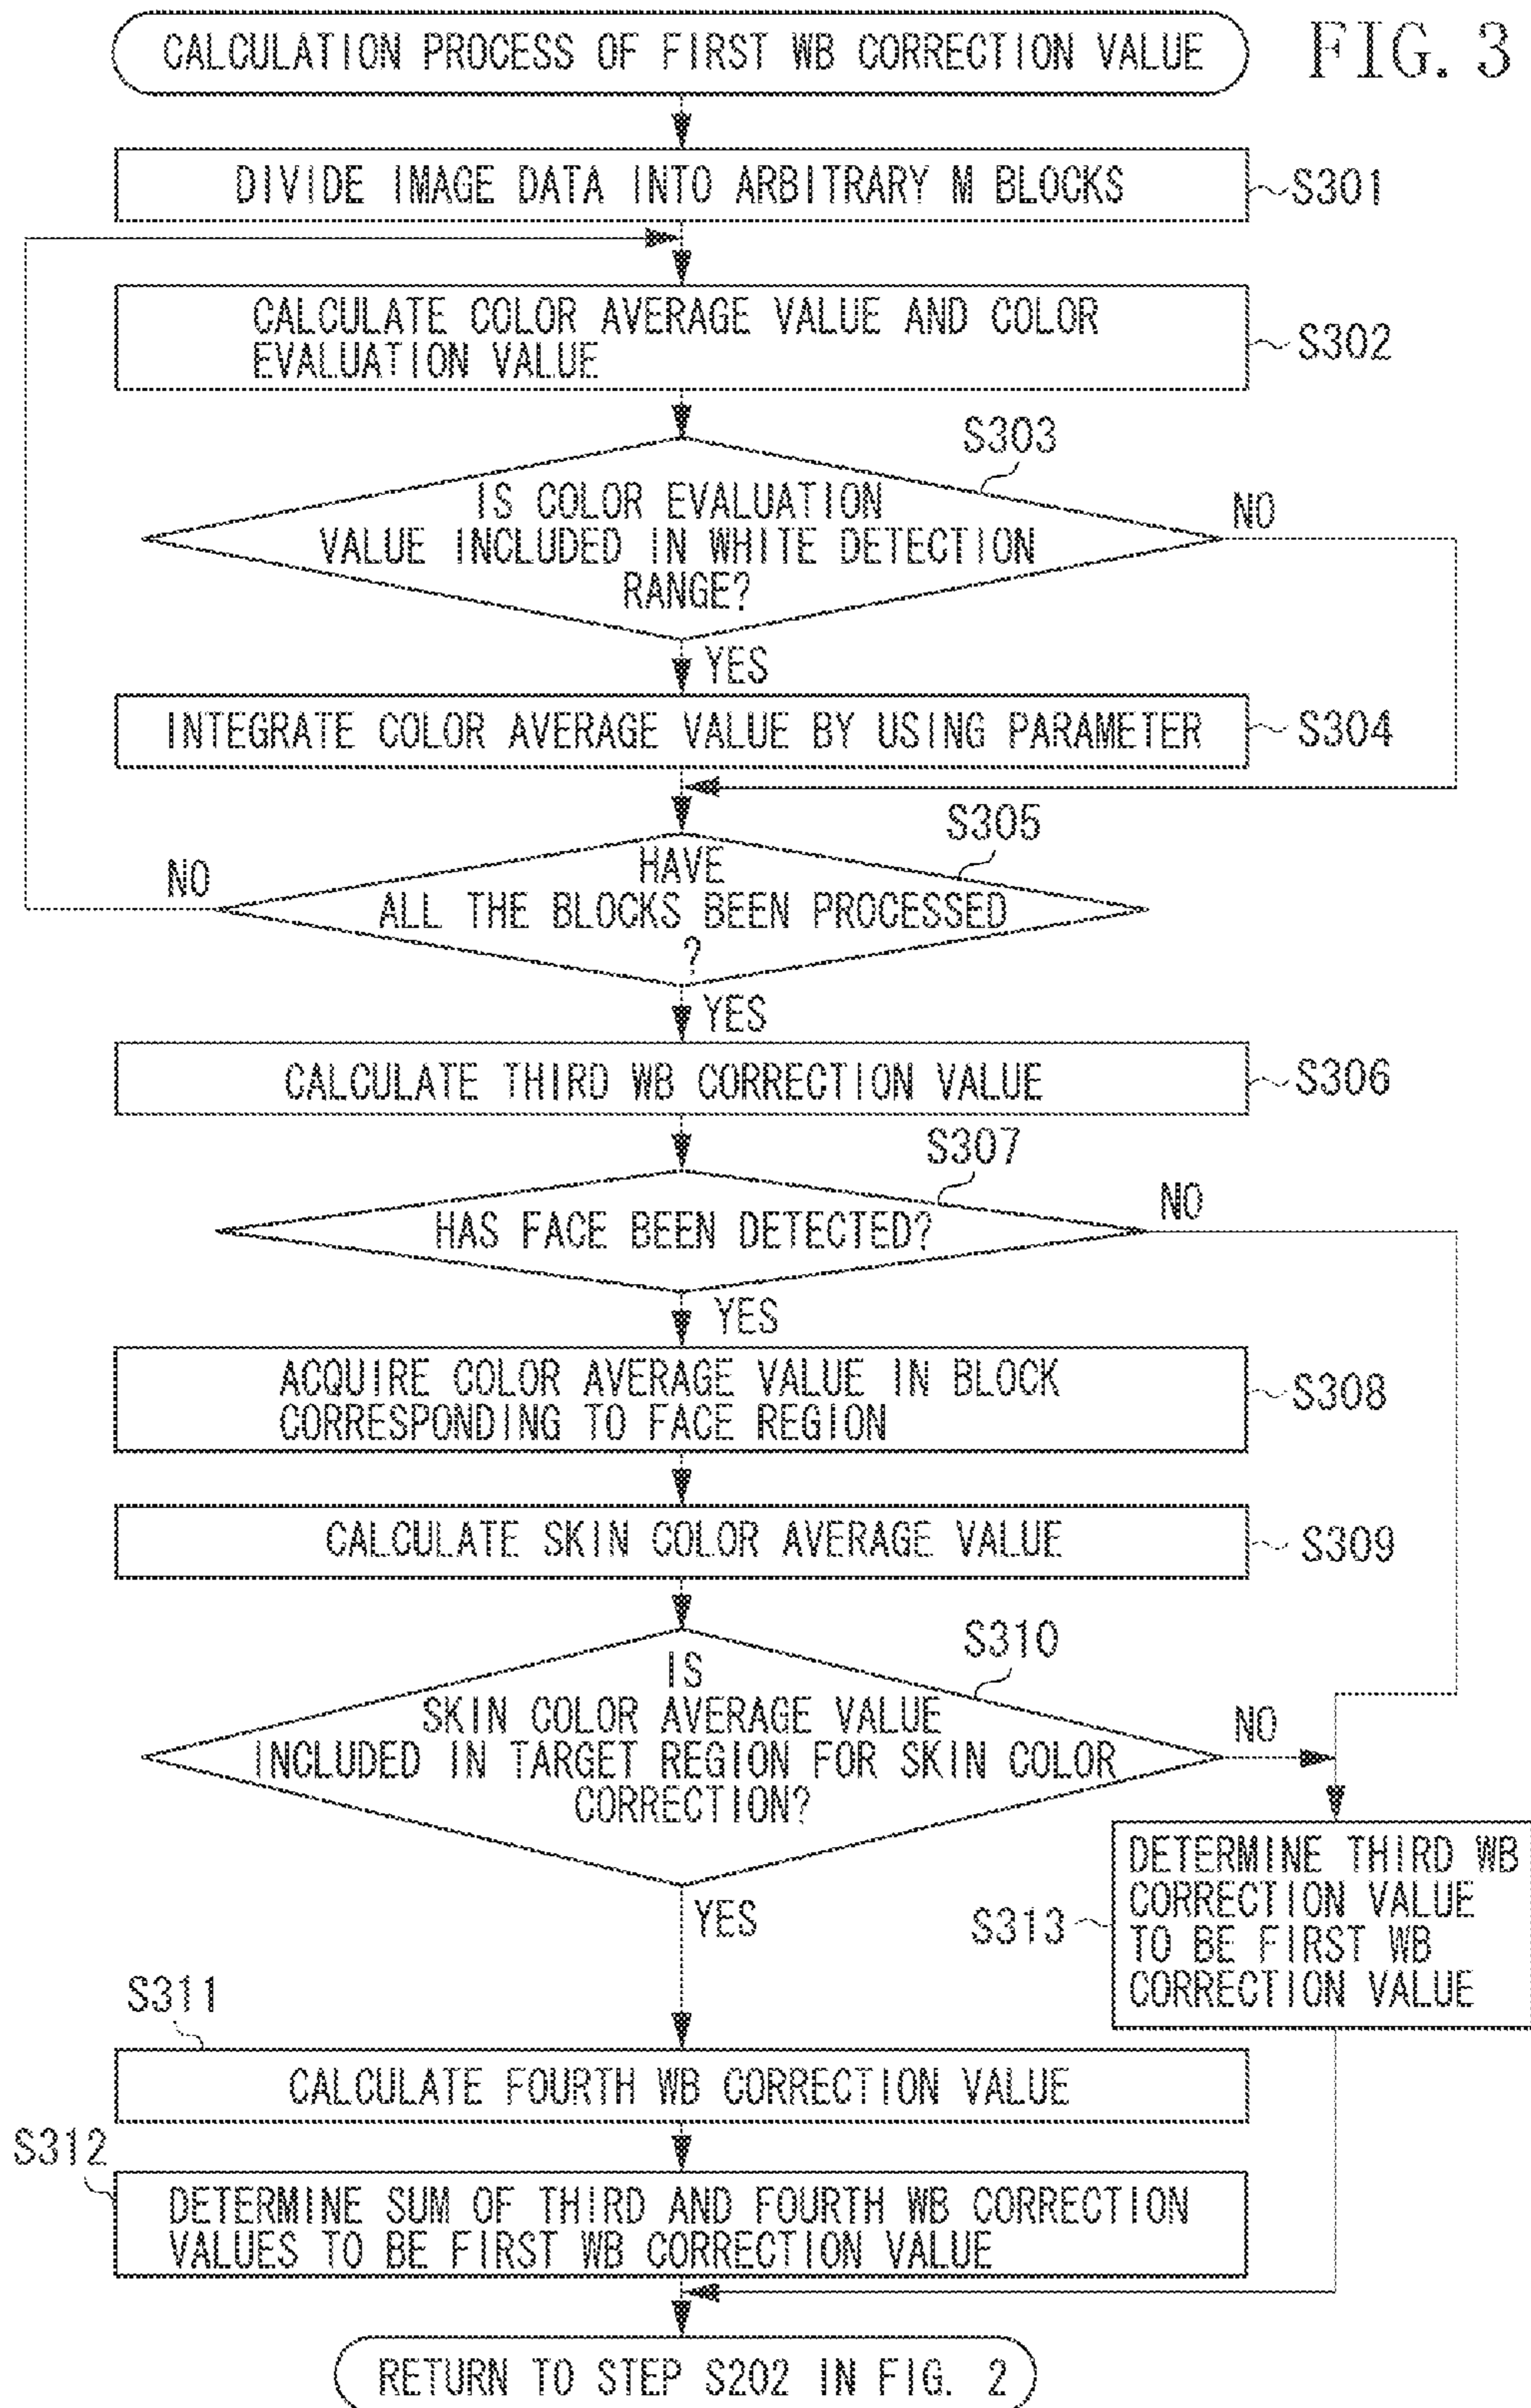 CALCULATION PROCESS OF FIRST WB CORRECTION VALUE
FIG. 3
DIVIDE IMAGE DATA INTO ARBITRARY M BLOCKS
S301
CALCULATE COLOR AVERAGE VALUE AND COLOR
EVALUATION VALUE
S302
S303
IS COLOR EVALUATION
VALUE INCLUDED IN WHITE DETECTION
RANGE?
NO
YES
INTEGRATE COLOR AVERAGE VALUE BY USING PARAMETER
S304
S305
HAVE
ALL THE BLOCKS BEEN PROCESSED
?
NO
YES
CALCULATE THIRD WB CORRECTION VALUE
S306
S307
HAS FACE BEEN DETECTED?
NO
YES
ACQUIRE COLOR AVERAGE VALUE IN BLOCK
CORRESPONDING TO FACE REGION
S308
CALCULATE SKIN COLOR AVERAGE VALUE
S309
S310
IS
SKIN COLOR AVERAGE VALUE
INCLUDED IN TARGET REGION FOR SKIN COLOR
CORRECTION?
NO
YES
DETERMINE THIRD WB
CORRECTION VALUE
TO BE FIRST WB
CORRECTION VALUE
S313
S311
CALCULATE FOURTH WB CORRECTION VALUE
S312
DETERMINE SUM OF THIRD AND FOURTH WB CORRECTION
VALUES TO BE FIRST WB CORRECTION VALUE
RETURN TO STEP S202 IN FIG. 2